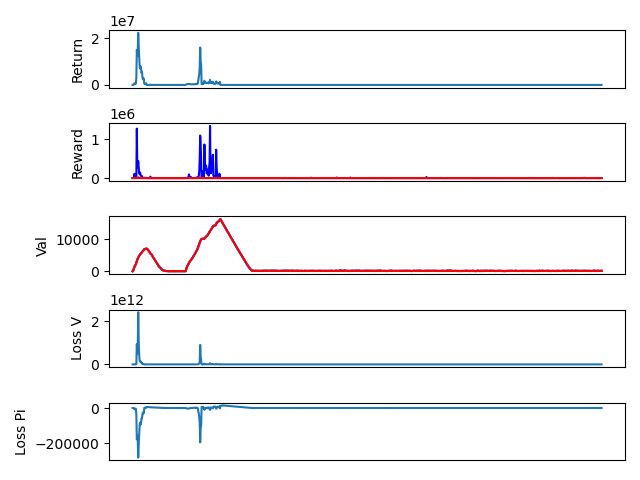 1e7
Return
2
0
1e6
Reward
1
0
Val
10000
0
1e12
Loss V
2
0
Loss Pi
0
−200000